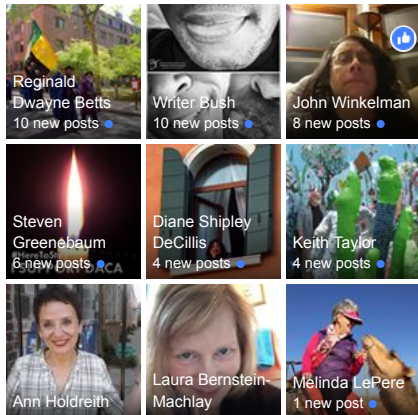 Reginald
Dwayne Betts
10 new posts
Writer Bush
10 new posts
John Winkelman
8 new posts
Steven
Greenebaum
6 new posts
Diane Shipley
DeCillis
4 new posts
Keith Taylor
4 new posts
Ann Holdreith
Laura Bernstein-
Machlay
Melinda LePere
1 new post